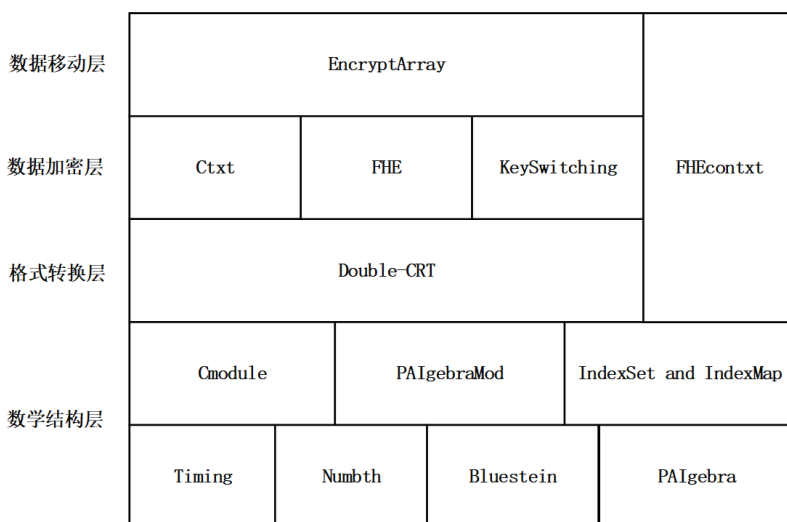 数据移动层
EncryptArray
数据加密层
Ctxt
FHE
KeySwitching
FHEcontxt
格式转换层
Double-CRT
Cmodule
PAIgebraMod
IndexSet and IndexMap
数学结构层
Timing
Numbth
Bluestein
PAIgebra